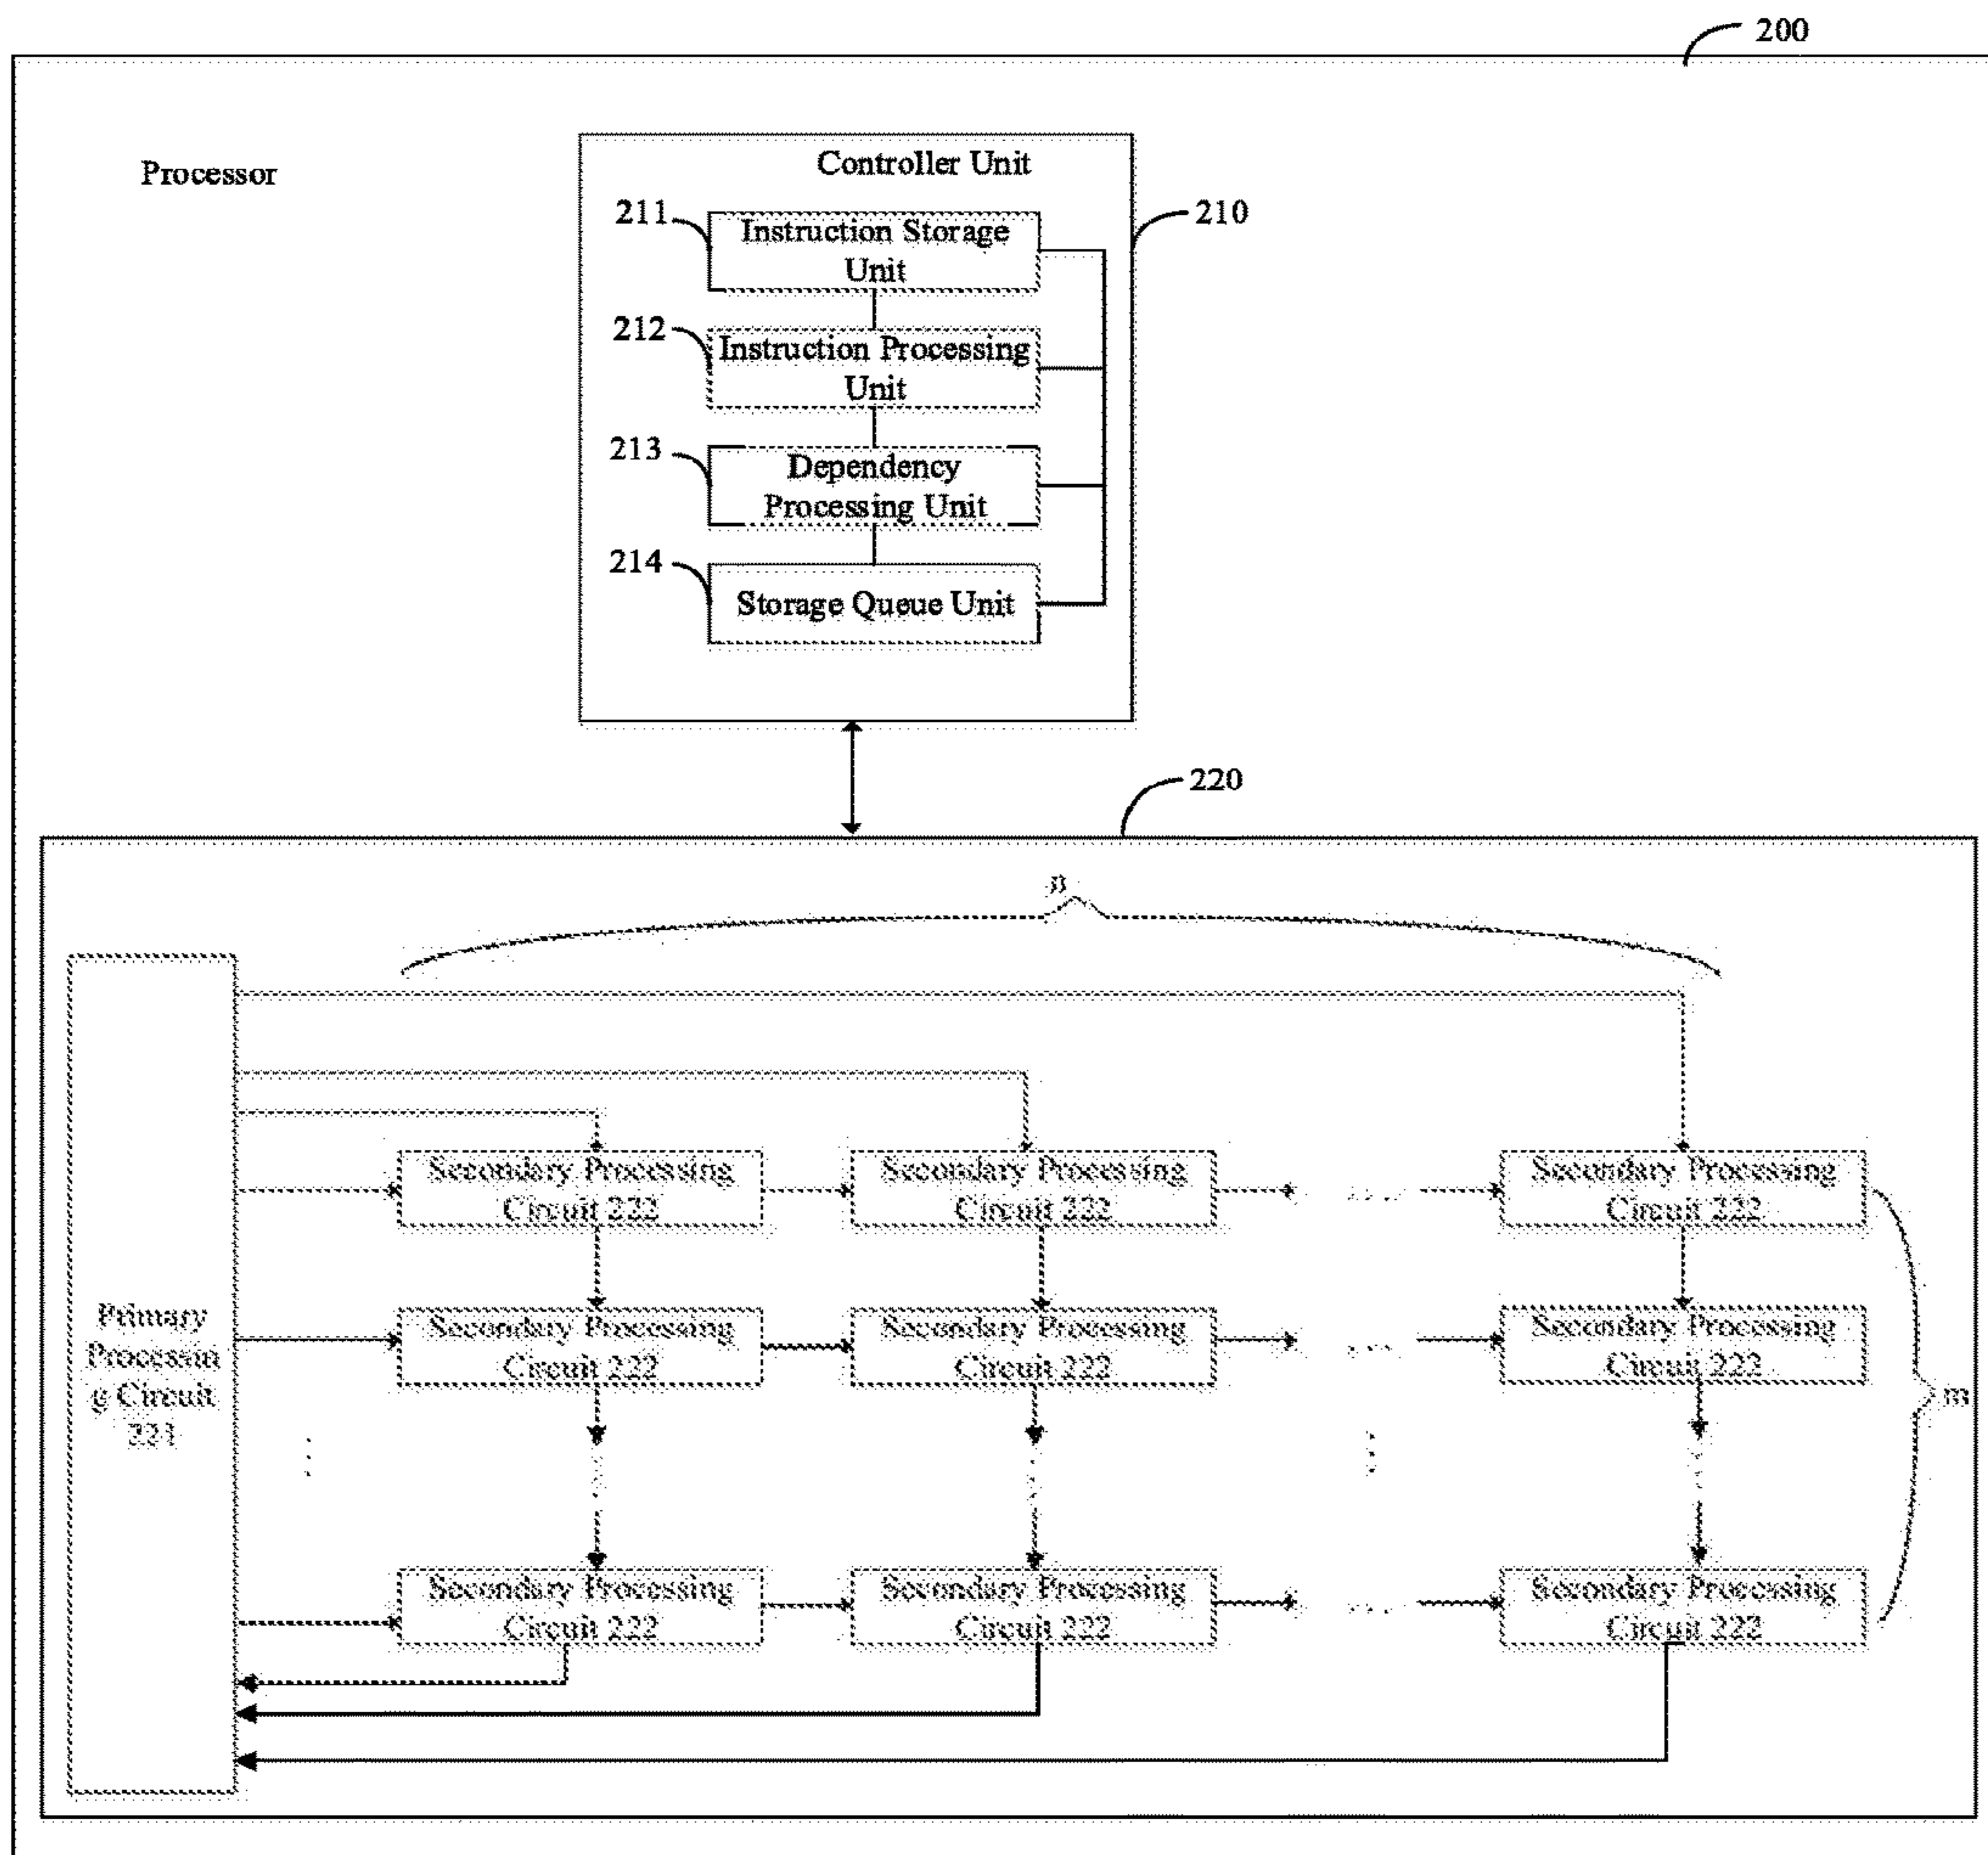 200
Processor
Controller Unit
211
Instruction Storage
Unit
210
212
Instruction Processing
Unit
213
Dependency
Processing Unit
214
Storage Queue Unit
220
n
Secondary Processing
Circuit 222
Secondary Processing
Circuit 222
. . . .
Secondary Processing
Circuit 222
Primary
Processin
g Circuit
221
Secondary Processing
Circuit 222
Secondary Processing
Circuit 222
. . . .
Secondary Processing
Circuit 222
m
Secondary Processing
Circuit 222
Secondary Processing
Circuit 222
. . . .
Secondary Processing
Circuit 222